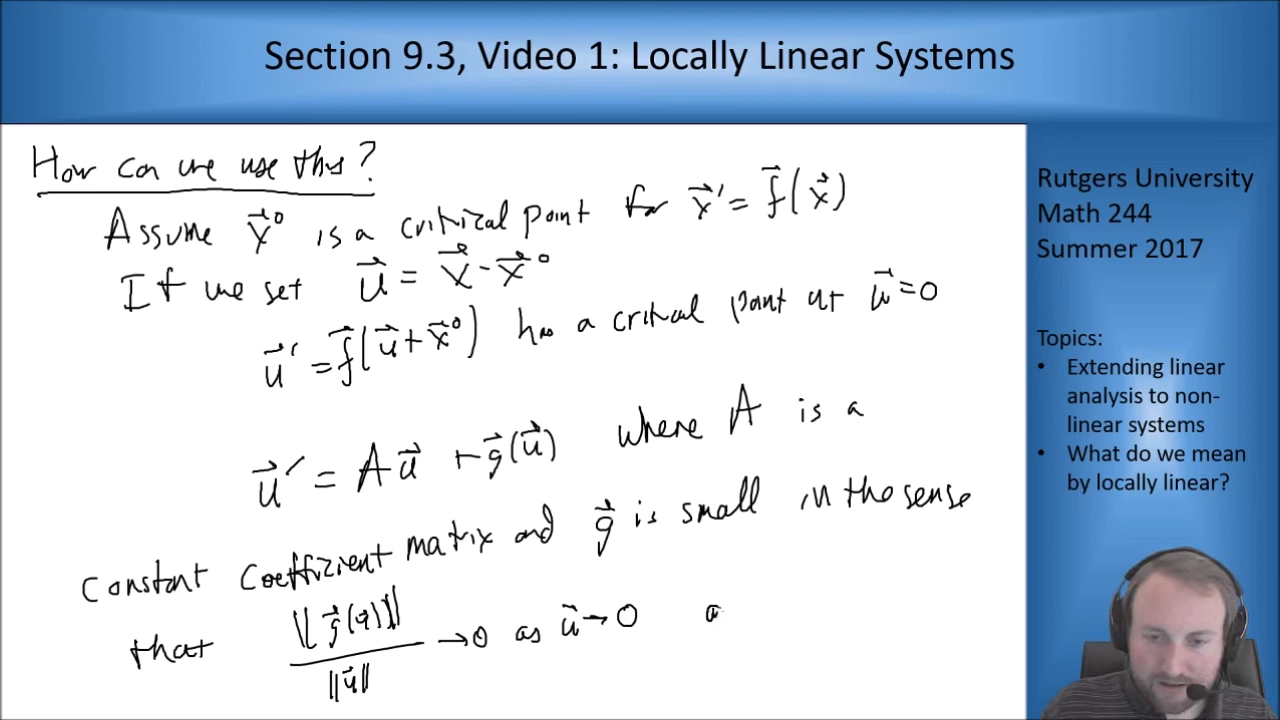 Section 9.3, Video 1: Locally Linear Systems
How can we use this?
Assume x⃗⁰ is a critical point for x⃗' = f⃗(x⃗)
If we set u⃗ = x⃗ - x⃗⁰
u⃗' = f⃗(u⃗ + x⃗⁰) has a critical point at u⃗ = 0
u⃗' = Au⃗ + g⃗(u⃗) where A is a
constant coefficient matrix and g⃗ is small in the sense
that ‖g⃗(u⃗)‖ / ‖u⃗‖ → 0 as u⃗ → 0 a
Rutgers University
Math 244
Summer 2017
Topics:
• Extending linear
analysis to non-
linear systems
• What do we mean
by locally linear?